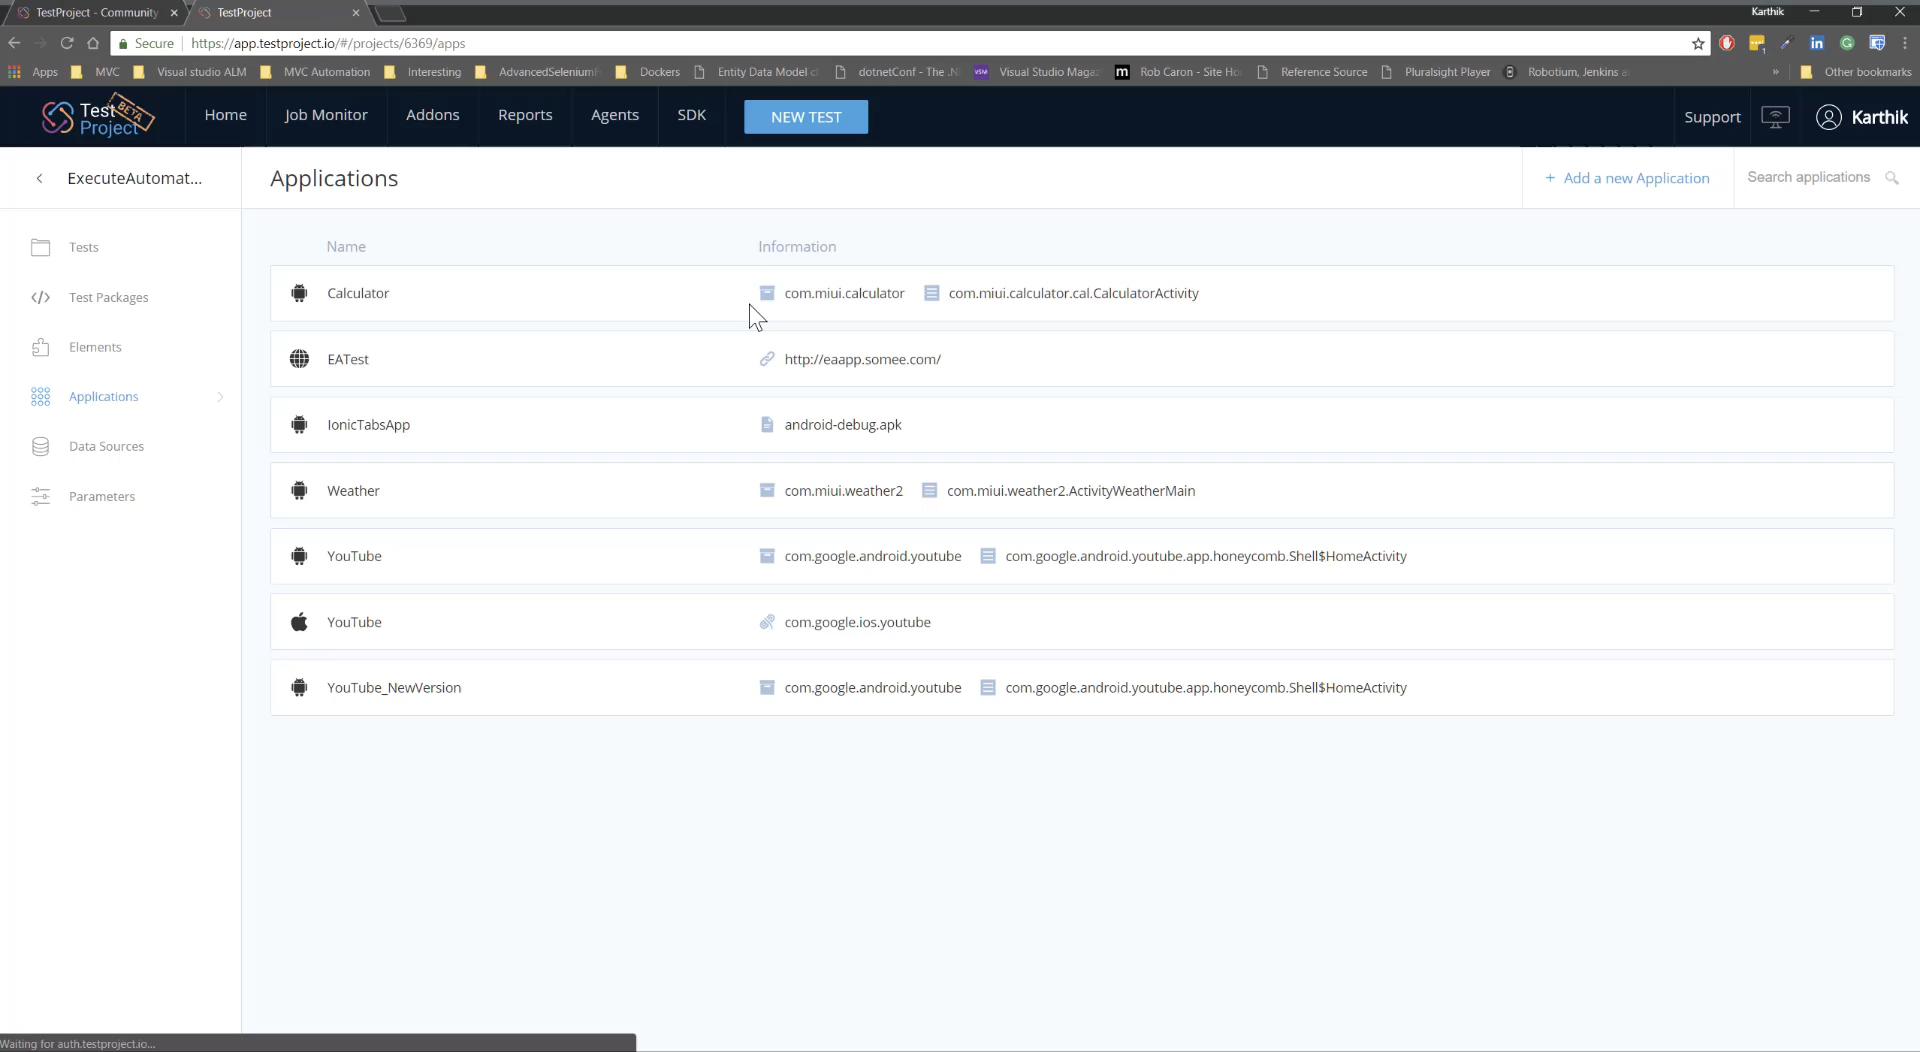 TestProject - Community
TestProject
Karthik
Secure https://app.testproject.io/#/projects/6369/apps
Apps MVC Visual studio ALM MVC Automation Interesting AdvancedSelenium Dockers Entity Data Model dotnetConf - The Visual Studio Maga Rob Caron - Site Ho Reference Source Pluralsight Player Robotium, Jenkins » Other bookmarks
Test Project BETA
Home Job Monitor Addons Reports Agents SDK NEW TEST Support Karthik
ExecuteAutomat...
Applications
+ Add a new Application
Search applications
Tests
Test Packages
Elements
Applications
Data Sources
Parameters
Name Information
Calculator com.miui.calculator com.miui.calculator.cal.CalculatorActivity
EATest http://eaapp.somee.com/
IonicTabsApp android-debug.apk
Weather com.miui.weather2 com.miui.weather2.ActivityWeatherMain
YouTube com.google.android.youtube com.google.android.youtube.app.honeycomb.Shell$HomeActivity
YouTube com.google.ios.youtube
YouTube_NewVersion com.google.android.youtube com.google.android.youtube.app.honeycomb.Shell$HomeActivity
Waiting for auth.testproject.io...